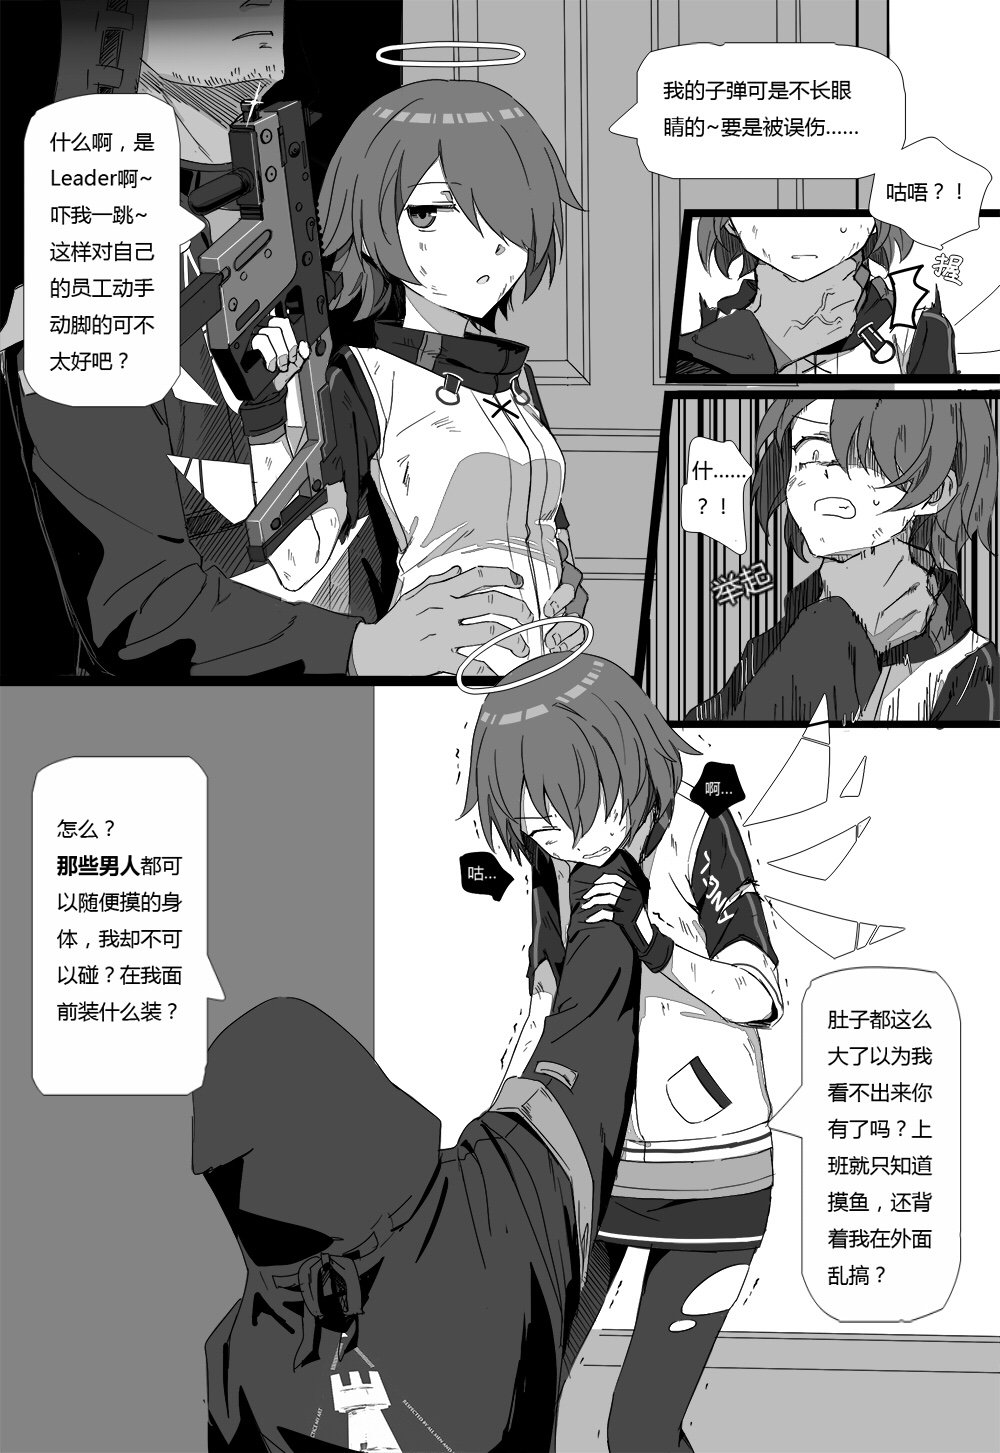 什么啊，是
Leader啊~
吓我一跳~
这样对自己
的员工动手
动脚的可不
太好吧？
我的子弹可是不长眼
睛的~要是被误伤……
咕唔？！
握
什……
？！
举起
啊…
咕…
怎么？
那些男人都可
以随便摸的身
体，我却不可
以碰？在我面
前装什么装？
肚子都这么
大了以为我
看不出来你
有了吗？上
班就只知道
摸鱼，还背
着我在外面
乱搞？
RESPECTED BY ALL MEN AND